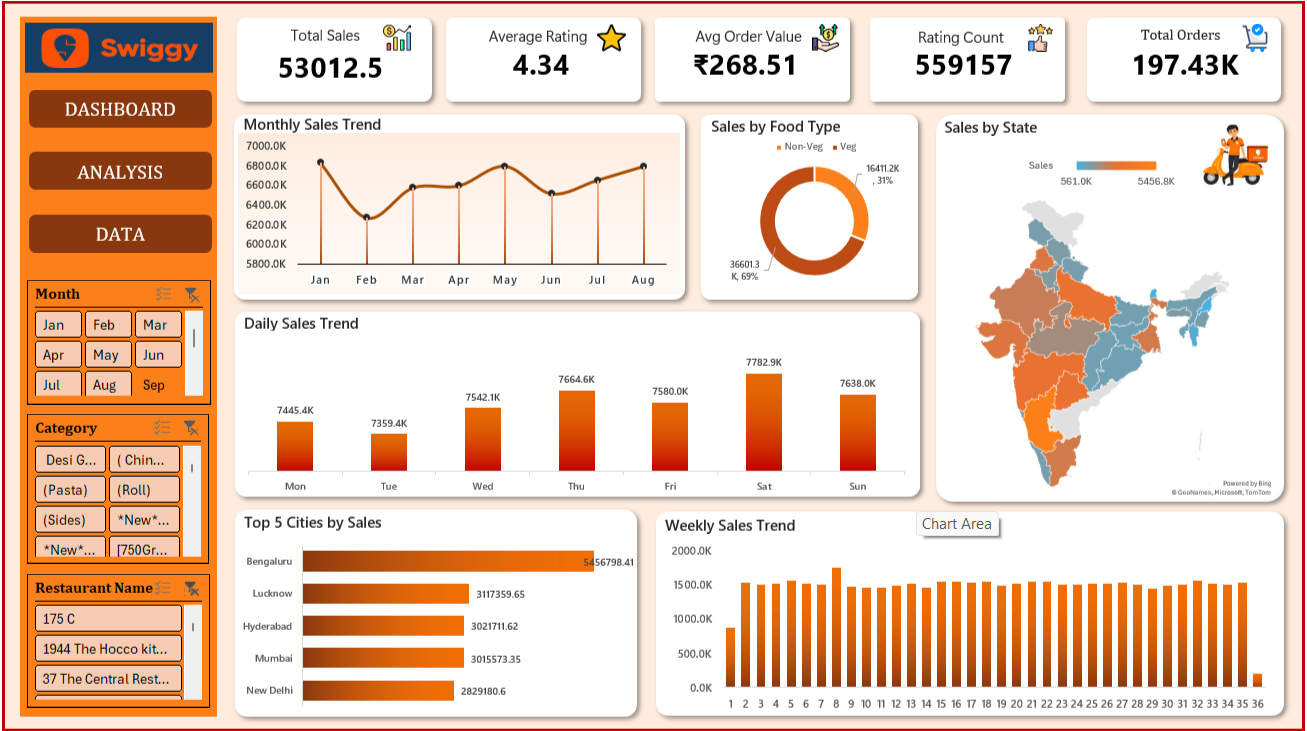 Swiggy
DASHBOARD
ANALYSIS
DATA
Month
Jan Feb Mar
Apr May Jun
Jul Aug Sep
Category
Desi G... ( Chin...
(Pasta) (Roll)
(Sides) *New*...
*New*... [750Gr...
Restaurant Name
175 C
1944 The Hocco kit...
37 The Central Rest...
Total Sales
53012.5
Average Rating
4.34
Avg Order Value
₹268.51
Rating Count
559157
Total Orders
197.43K
Monthly Sales Trend
7000.0K
6800.0K
6600.0K
6400.0K
6200.0K
6000.0K
5800.0K
Jan Feb Mar Apr May Jun Jul Aug
Sales by Food Type
Non-Veg Veg
16411.2K
, 31%
36601.3
K, 69%
Sales by State
Sales
561.0K 5456.8K
Powered by Bing
© GeoNames, Microsoft, TomTom
Daily Sales Trend
7445.4K 7359.4K 7542.1K 7664.6K 7580.0K 7782.9K 7638.0K
Mon Tue Wed Thu Fri Sat Sun
Top 5 Cities by Sales
Bengaluru 5456798.41
Lucknow 3117359.65
Hyderabad 3021711.62
Mumbai 3015573.35
New Delhi 2829180.6
Weekly Sales Trend
Chart Area
2000.0K
1500.0K
1000.0K
500.0K
0.0K
1 2 3 4 5 6 7 8 9 10 11 12 13 14 15 16 17 18 19 20 21 22 23 24 25 26 27 28 29 30 31 32 33 34 35 36